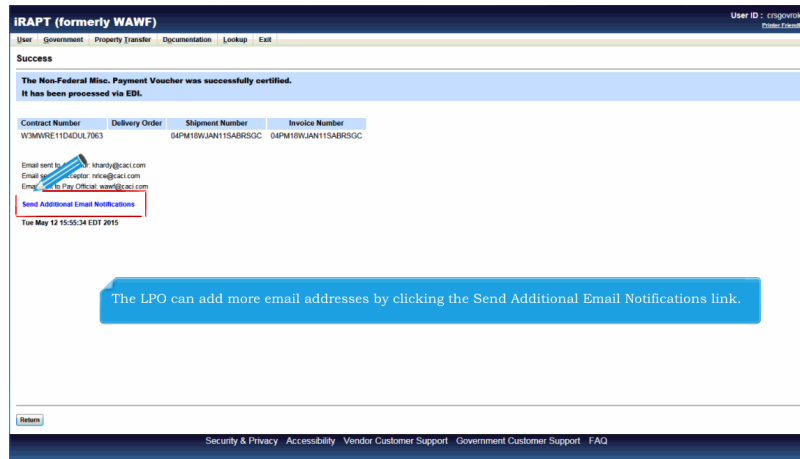 iRAPT (formerly WAWF)
User ID : crsgovrol
Printer Friendl
User Government Property Transfer Documentation Lookup Exit
Success
The Non-Federal Misc. Payment Voucher was successfully certified.
It has been processed via EDI.
Contract Number Delivery Order Shipment Number Invoice Number
W3MWRE11D4DUL7063 04PM18WJAN11SABRSGC 04PM18WJAN11SABRSGC
Email sent to khardy@caci.com
Email cceptor: nrice@caci.com
Emai to Pay Official: wawf@caci.com
Send Additional Email Notifications
Tue May 12 15:55:34 EDT 2015
The LPO can add more email addresses by clicking the Send Additional Email Notifications link.
Return
Security & Privacy Accessibility Vendor Customer Support Government Customer Support FAQ